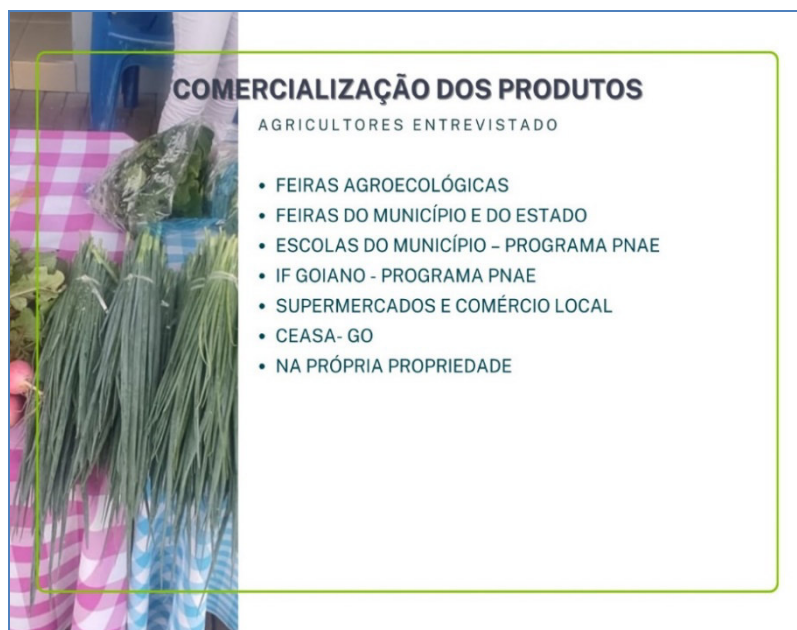 COMERCIALIZAÇÃO DOS PRODUTOS
AGRICULTORES ENTREVISTADO
• FEIRAS AGROECOLÓGICAS
• FEIRAS DO MUNICÍPIO E DO ESTADO
• ESCOLAS DO MUNICÍPIO – PROGRAMA PNAE
• IF GOIANO - PROGRAMA PNAE
• SUPERMERCADOS E COMÉRCIO LOCAL
• CEASA- GO
• NA PRÓPRIA PROPRIEDADE